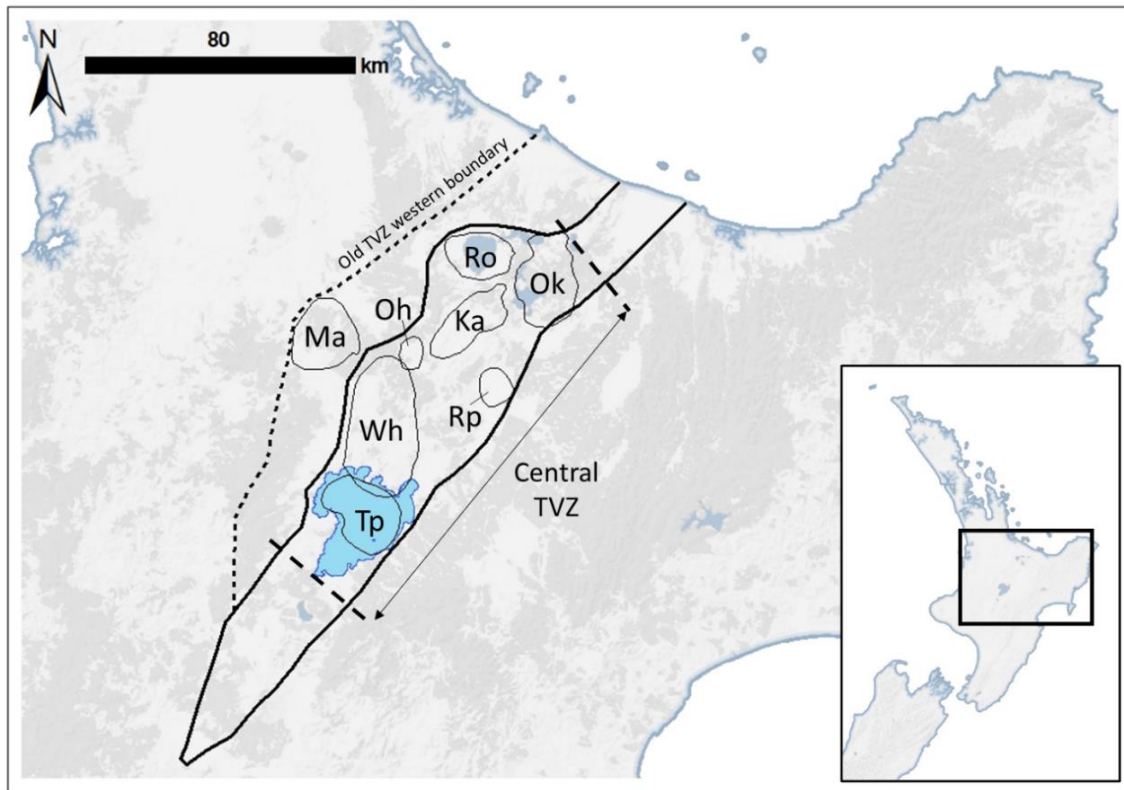 N
80
km
Old TVZ western boundary
Ro
Ok
Oh
Ka
Ma
Rp
Wh
Central
TVZ
Tp